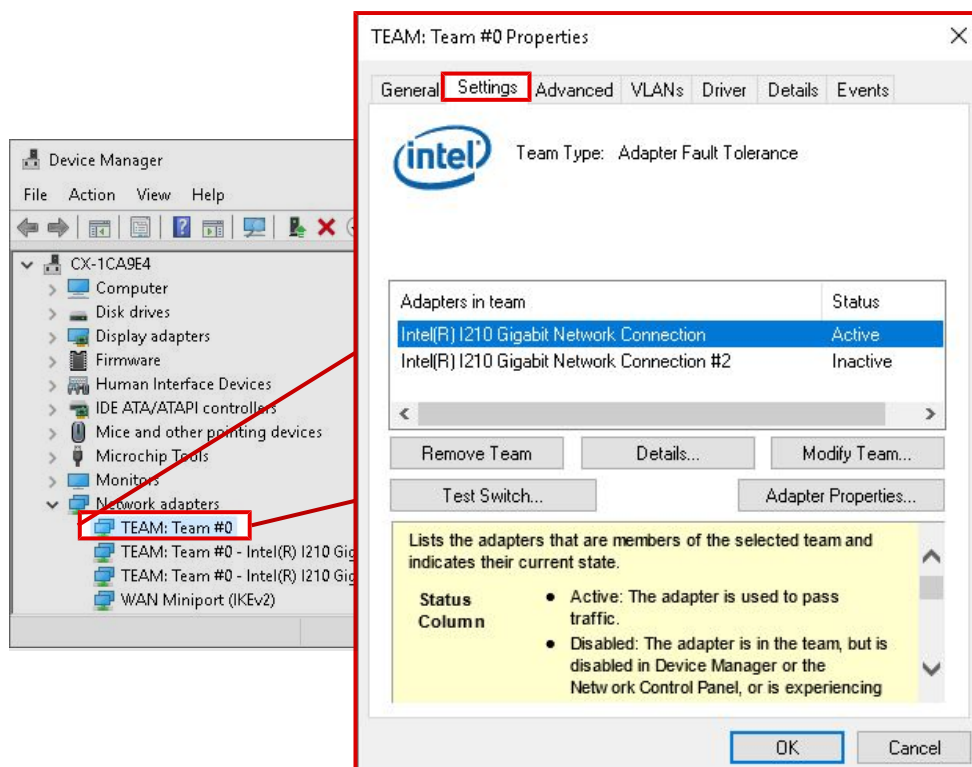 TEAM: Team #0 Properties
General Settings Advanced VLANs Driver Details Events
intel
Team Type: Adapter Fault Tolerance
Adapters in team Status
Intel(R) I210 Gigabit Network Connection Active
Intel(R) I210 Gigabit Network Connection #2 Inactive
Remove Team Details... Modify Team...
Test Switch... Adapter Properties...
Lists the adapters that are members of the selected team and
indicates their current state.
Status Column
• Active: The adapter is used to pass
traffic.
• Disabled: The adapter is in the team, but is
disabled in Device Manager or the
Network Control Panel, or is experiencing
OK Cancel
Device Manager
File Action View Help
CX-1CA9E4
Computer
Disk drives
Display adapters
Firmware
Human Interface Devices
IDE ATA/ATAPI controllers
Mice and other pointing devices
Microchip Tools
Monitors
Network adapters
TEAM: Team #0
TEAM: Team #0 - Intel(R) I210 Gig
TEAM: Team #0 - Intel(R) I210 Gig
WAN Miniport (IKEv2)